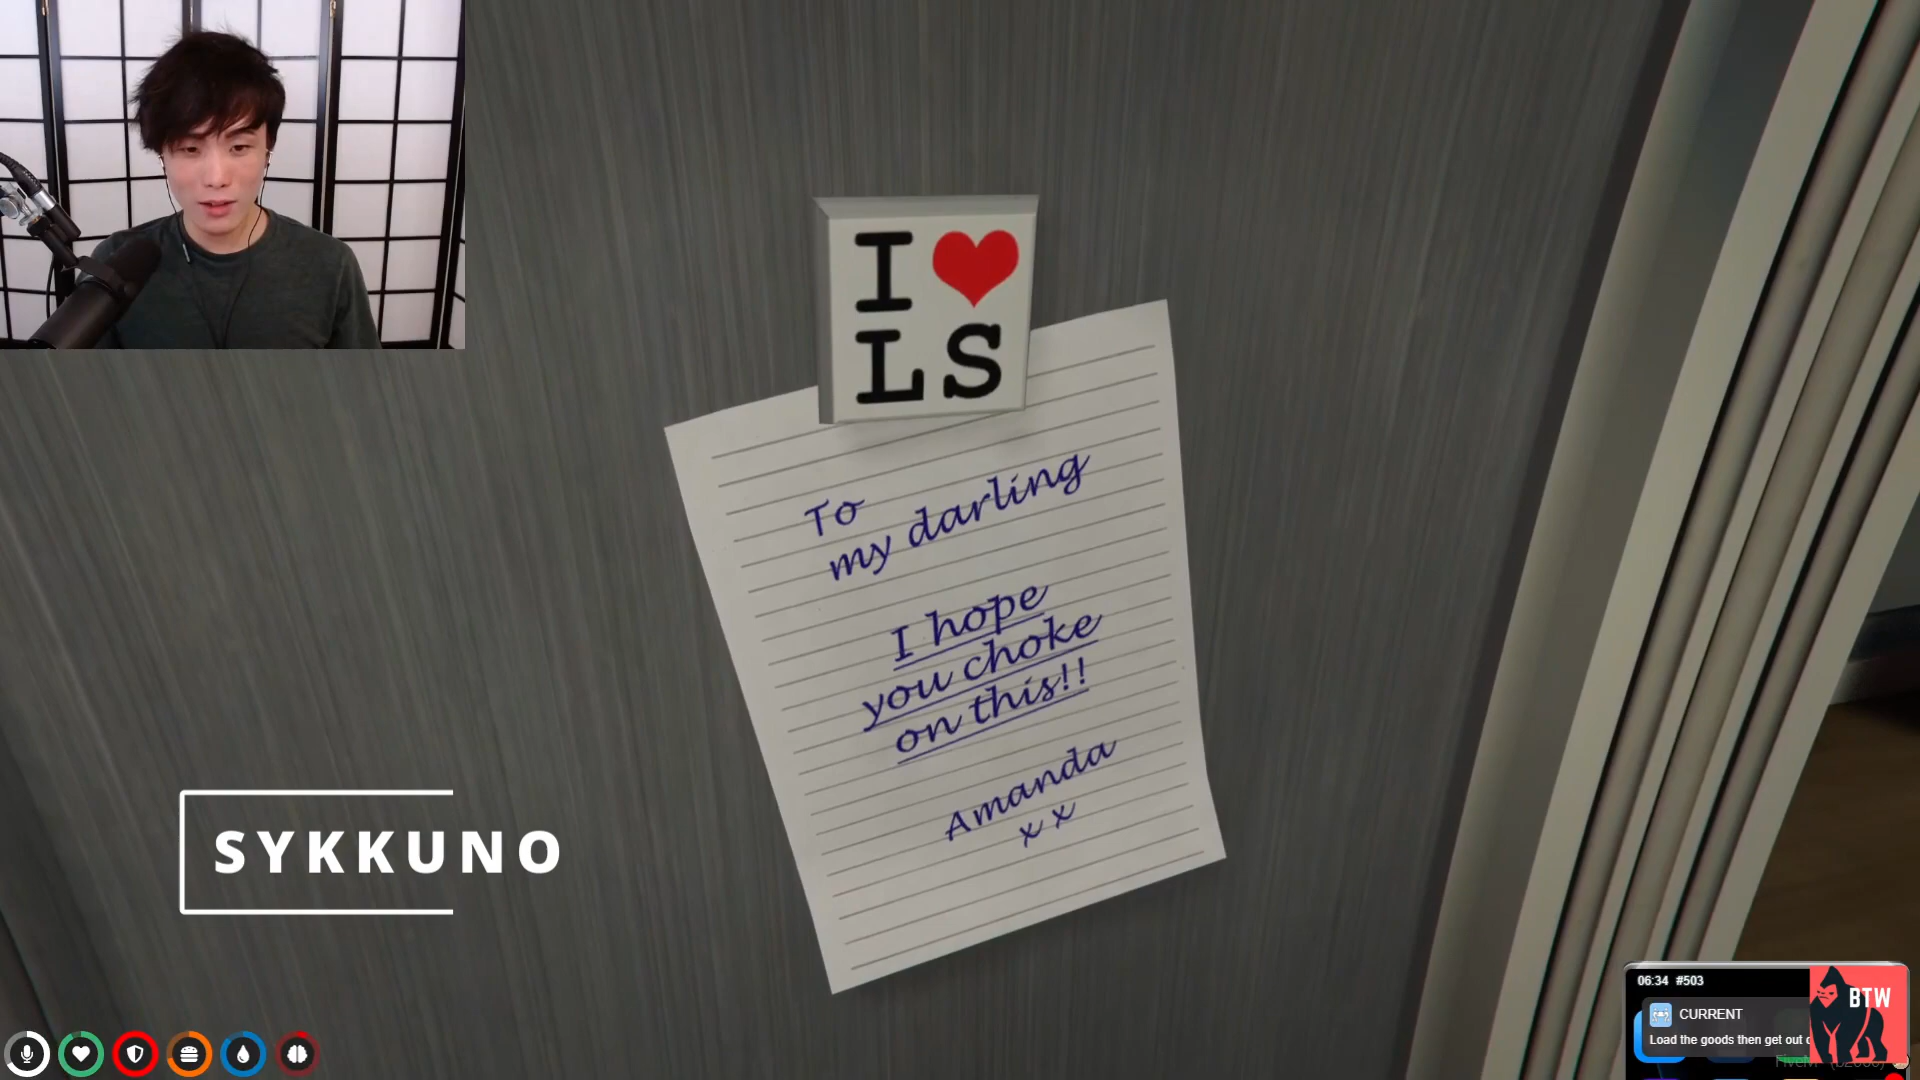 I ❤
LS
To
my darling
I hope
you choke
on this!!
Amanda
x x
SYKKUNO
06:34 #503
BTW
CURRENT
Load the goods then get out